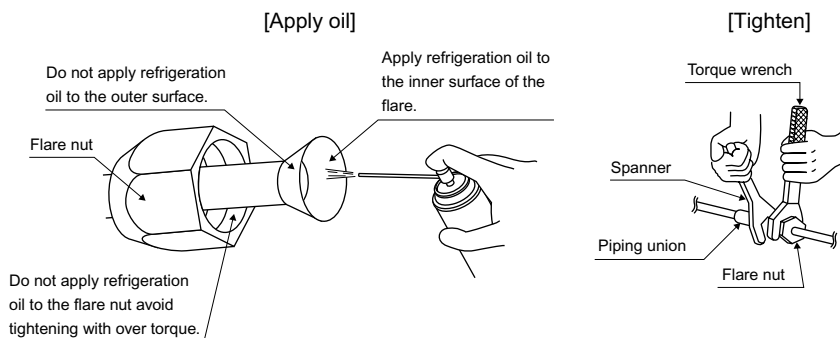 [Apply oil]
Do not apply refrigeration
oil to the outer surface.
Apply refrigeration oil to
the inner surface of the
flare.
Flare nut
Do not apply refrigeration
oil to the flare nut avoid
tightening with over torque.
[Tighten]
Torque wrench
Spanner
Piping union
Flare nut